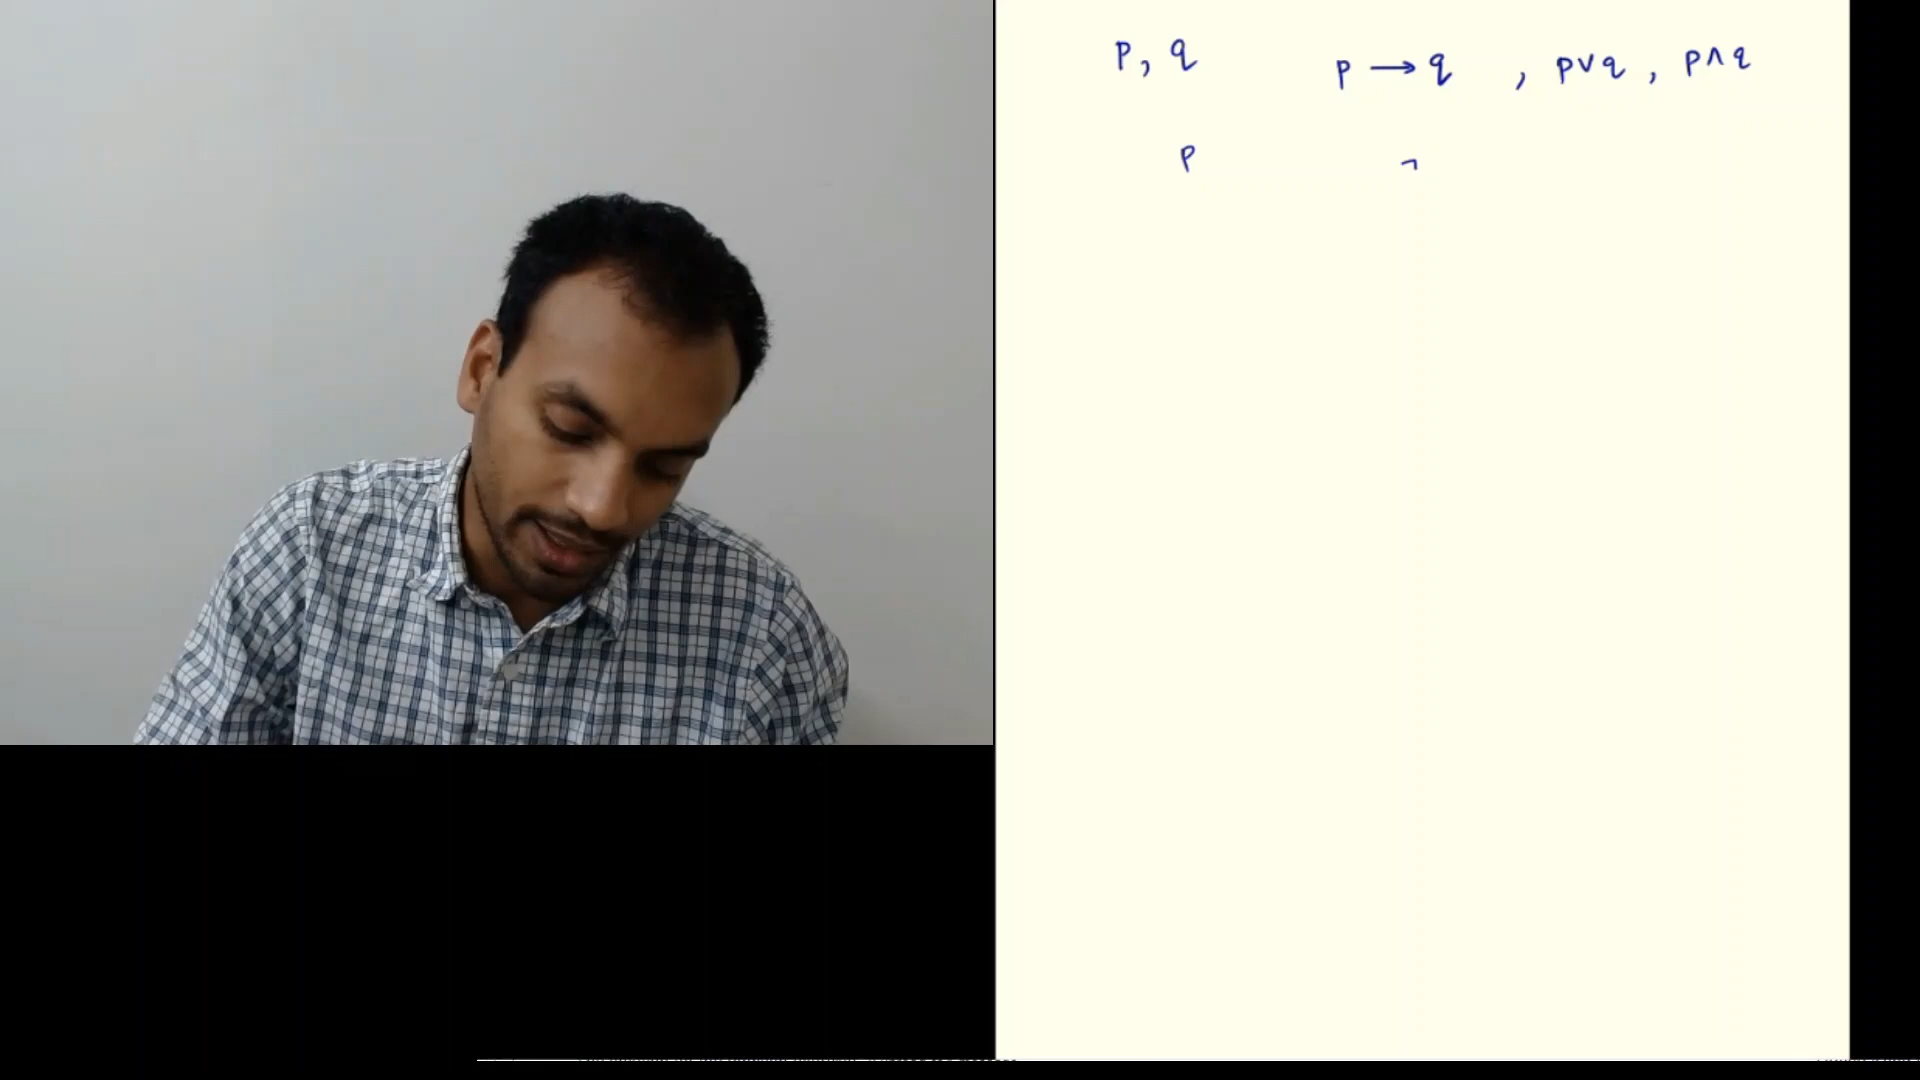 p, q p → q , p∨q , p∧q
p ¬